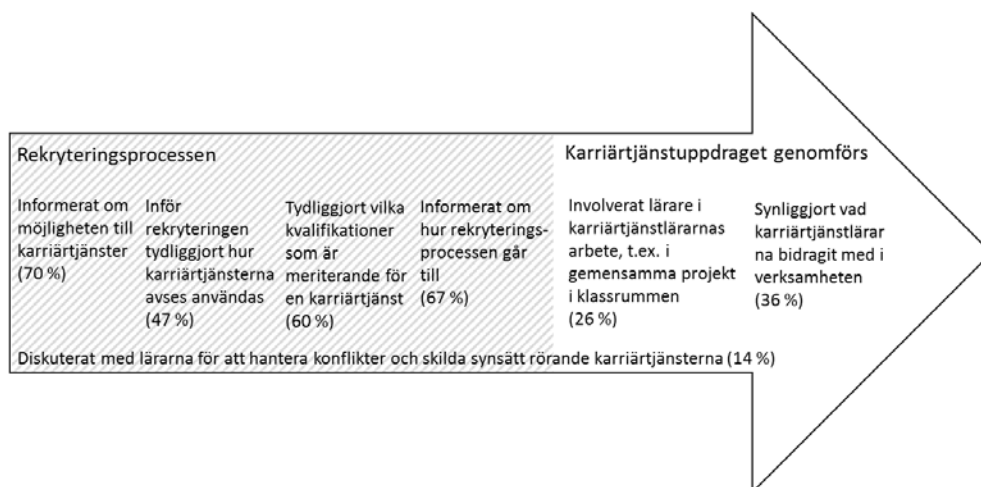 Rekryteringsprocessen
Informerat om
möjligheten till
karriärtjänster
(70 %)
Inför
rekryteringen
tydliggjort hur
karriärtjänsterna
avses användas
(47 %)
Tydliggjort vilka
kvalifikationer
som är
meriterande för
en karriärtjänst
(60 %)
Informerat om
hur rekryterings-
processen går
till
(67 %)
Karriärtjänstuppdraget genomförs
Involverat lärare i
karriärtjänstlärarnas
arbete, t.ex. i
gemensamma projekt
i klassrummen
(26 %)
Synliggjort vad
karriärtjänstlärar
na bidragit med i
verksamheten
(36 %)
Diskuterat med lärarna för att hantera konflikter och skilda synsätt rörande karriärtjänsterna (14 %)